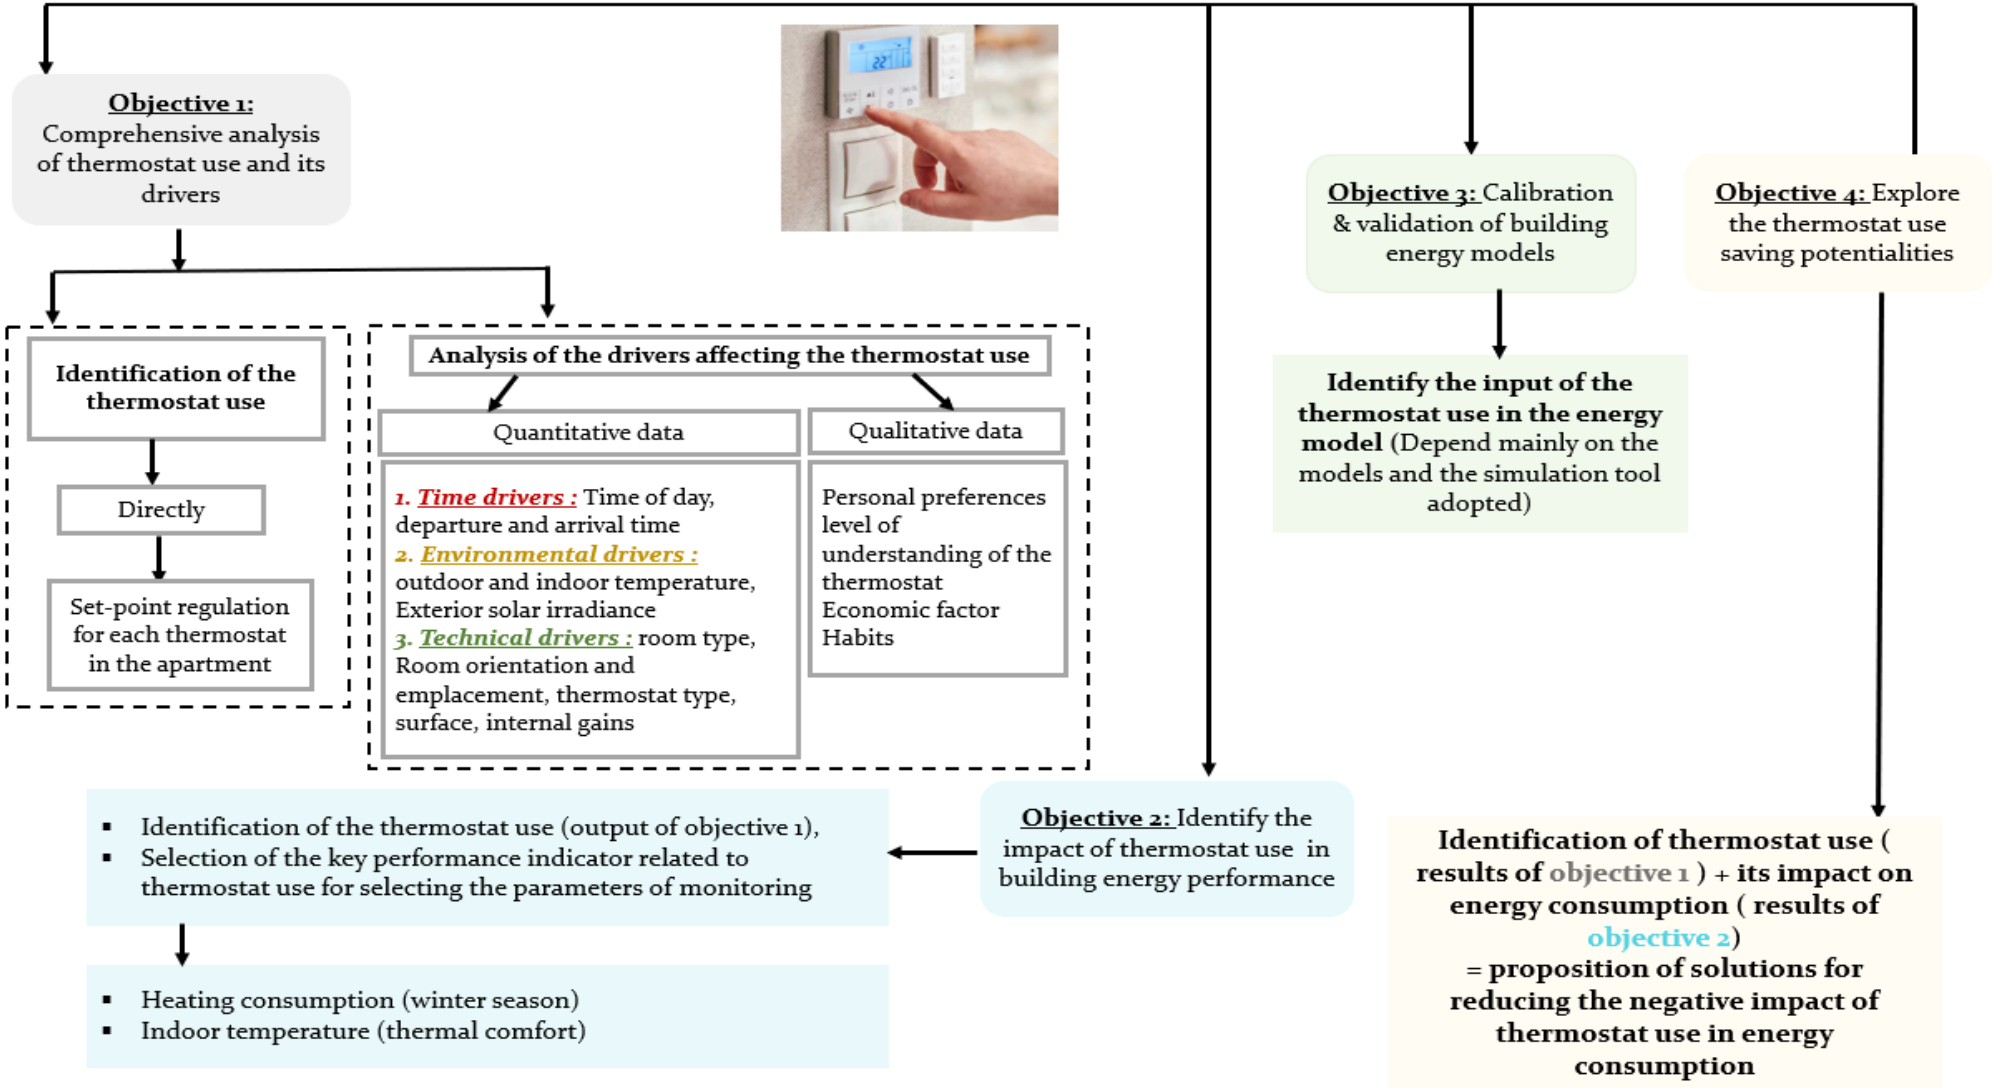 22°
Objective 1:
Comprehensive analysis
of thermostat use and its
drivers
Objective 3: Calibration
& validation of building
energy models
Objective 4: Explore
the thermostat use
saving potentialities
Identification of the
thermostat use
Directly
Set-point regulation
for each thermostat
in the apartment
Analysis of the drivers affecting the thermostat use
Quantitative data
1. Time drivers : Time of day,
departure and arrival time
2. Environmental drivers :
outdoor and indoor temperature,
Exterior solar irradiance
3. Technical drivers : room type,
Room orientation and
emplacement, thermostat type,
surface, internal gains
Qualitative data
Personal preferences
level of
understanding of the
thermostat
Economic factor
Habits
Identify the input of the
thermostat use in the energy
model (Depend mainly on the
models and the simulation tool
adopted)
Objective 2: Identify the
impact of thermostat use in
building energy performance
▪ Identification of the thermostat use (output of objective 1),
▪ Selection of the key performance indicator related to
thermostat use for selecting the parameters of monitoring
▪ Heating consumption (winter season)
▪ Indoor temperature (thermal comfort)
Identification of thermostat use (
results of objective 1 ) + its impact on
energy consumption ( results of
objective 2)
= proposition of solutions for
reducing the negative impact of
thermostat use in energy
consumption